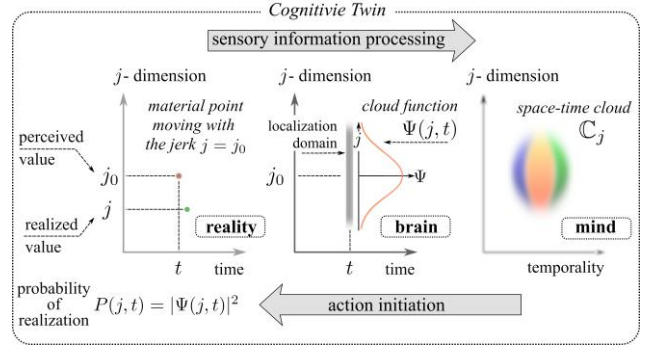 Cognitivie Twin
sensory information processing
j - dimension
material point
moving with
the jerk j = j₀
perceived
value
j₀
realized
value
j
reality
t
time
j - dimension
cloud function
Ψ(j, t)
localization
domain
j
j₀
Ψ
brain
t
time
j - dimension
space-time cloud
ℂⱼ
mind
temporality
probability
of
realization
P(j, t) = |Ψ(j, t)|²
action initiation